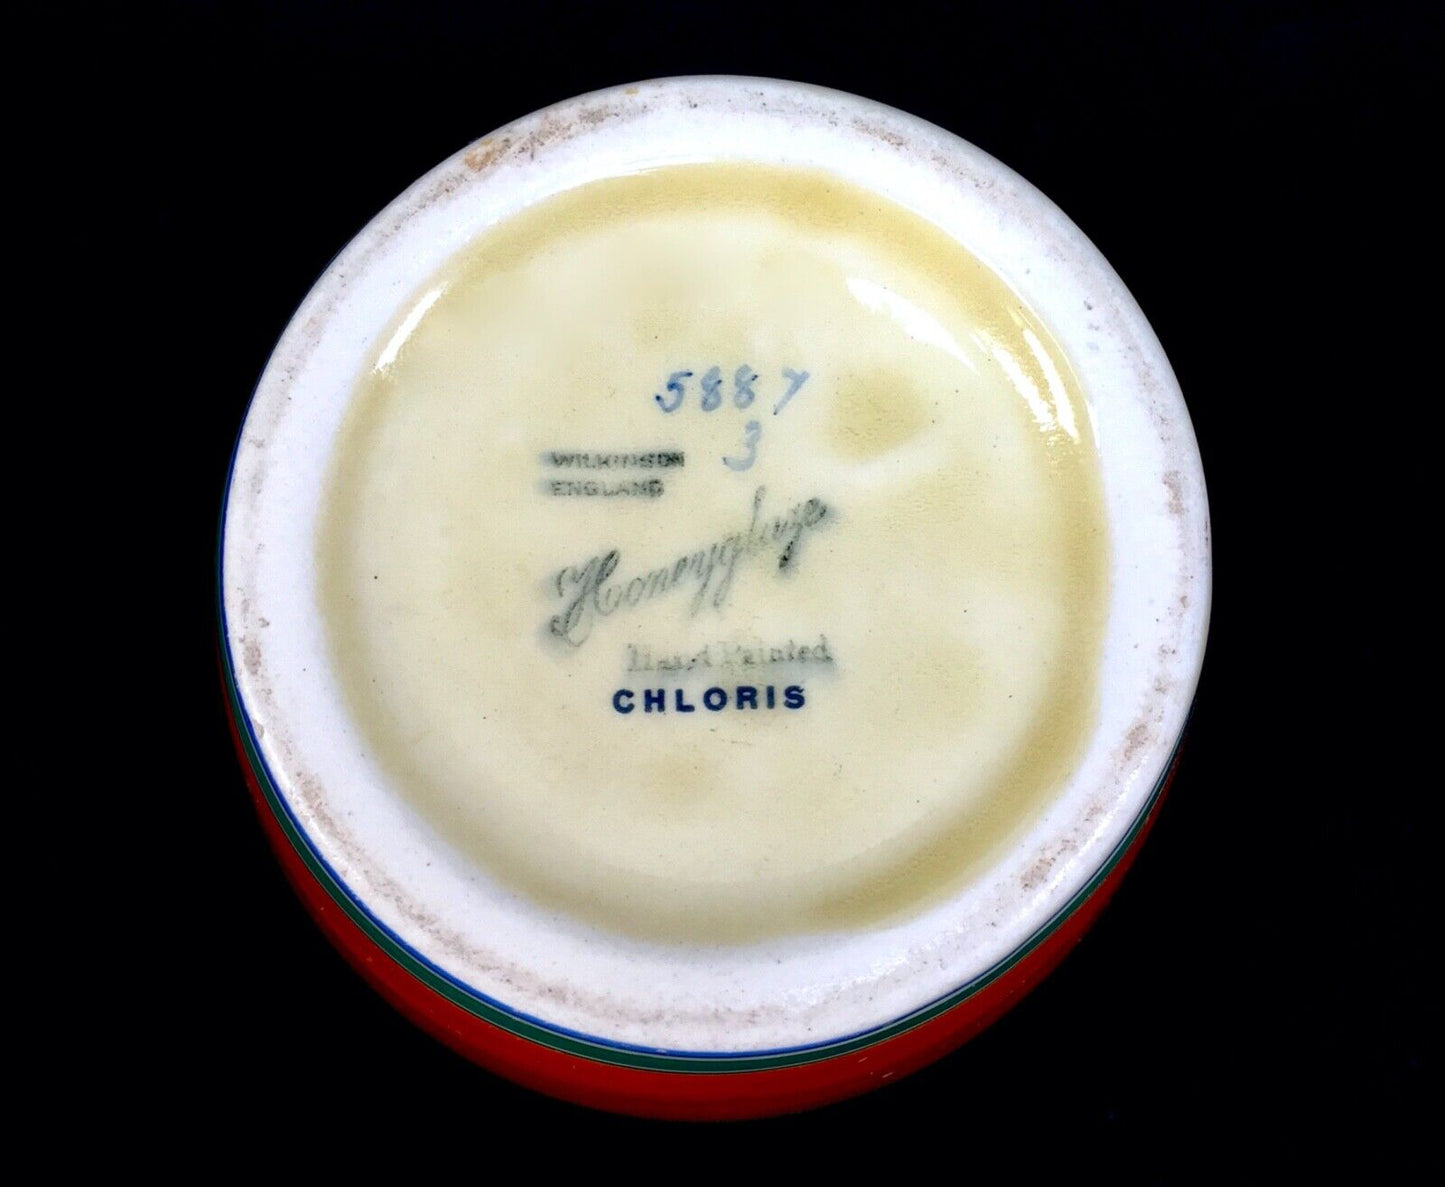 5887
3
WILKINSON
ENGLAND
Honeyglaze
Hand Painted
CHLORIS